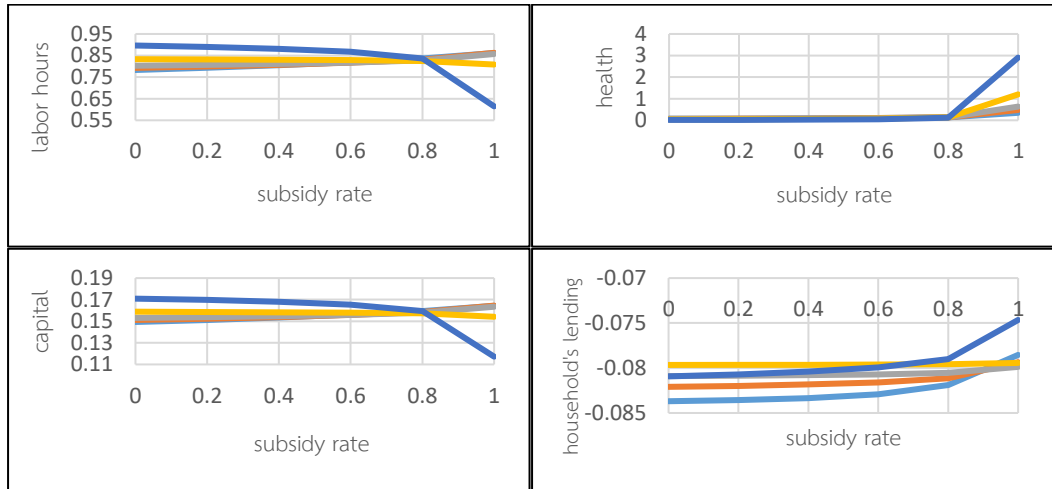 labor hours
0.95
0.85
0.75
0.65
0.55
0 0.2 0.4 0.6 0.8 1
subsidy rate
health
4
3
2
1
0
0 0.2 0.4 0.6 0.8 1
subsidy rate
capital
0.19
0.17
0.15
0.13
0.11
0 0.2 0.4 0.6 0.8 1
subsidy rate
household's lending
-0.07
0 0.2 0.4 0.6 0.8 1
-0.075
-0.08
-0.085
subsidy rate